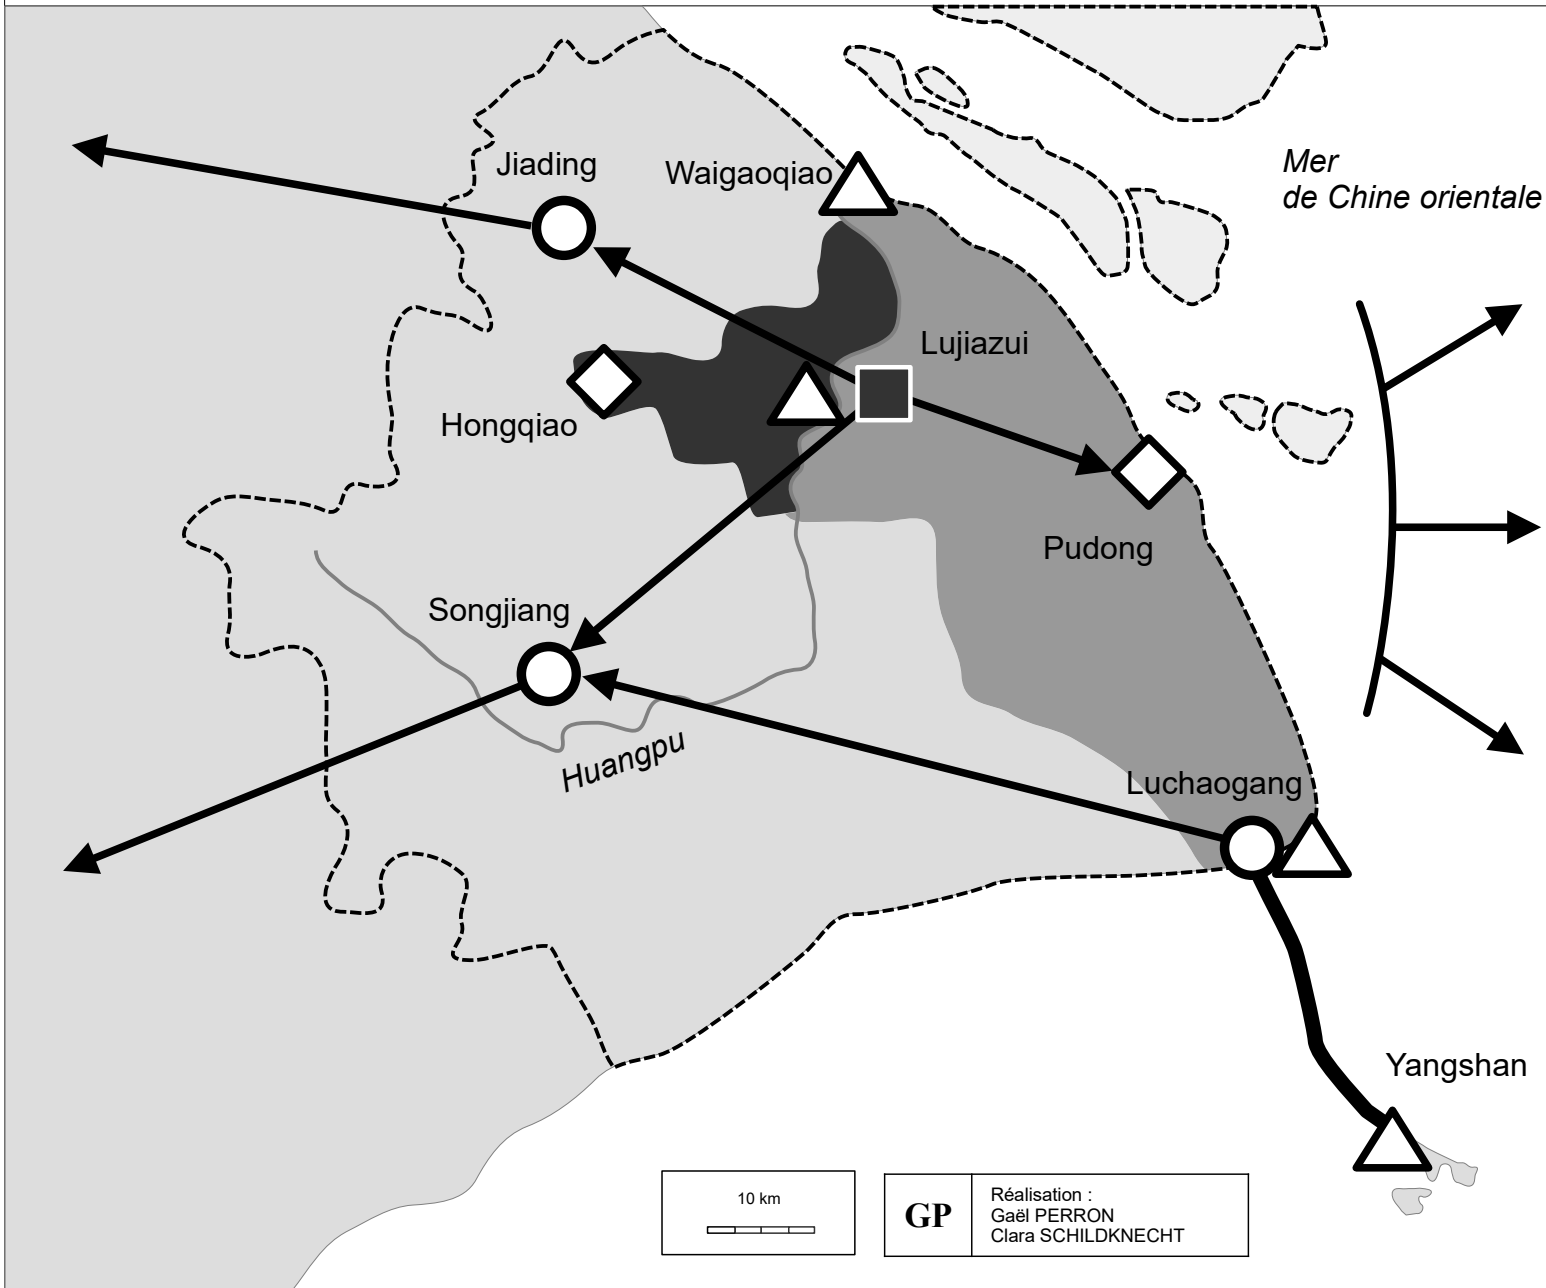 Jiading
Waigaoqiao
Mer
de Chine orientale
Lujiazui
Hongqiao
Pudong
Songjiang
Huangpu
Luchaogang
Yangshan
10 km
GP
Réalisation :
Gaël PERRON
Clara SCHILDKNECHT